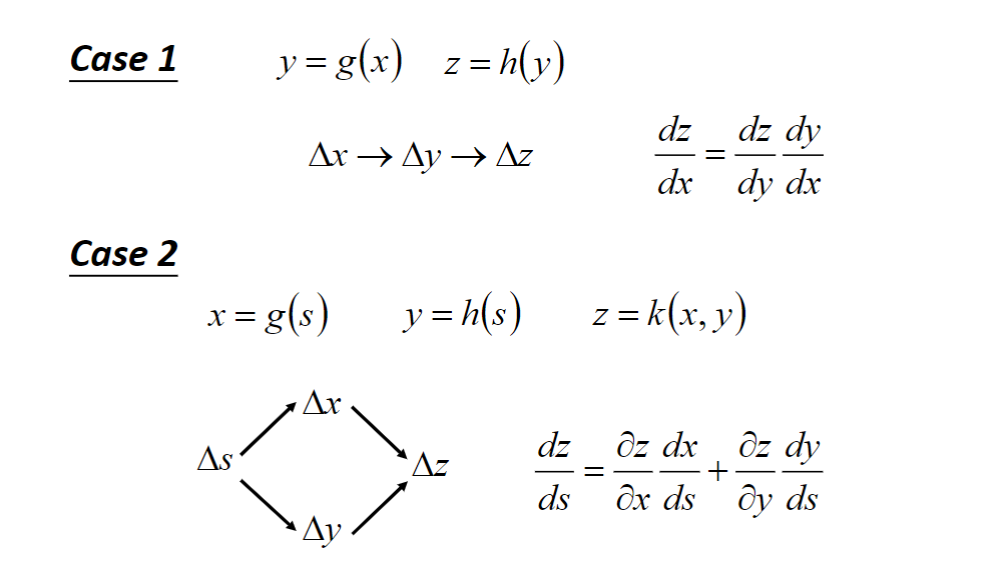 Case 1 y = g(x) z = h(y)
Δx → Δy → Δz dz/dx = dz/dy dy/dx
Case 2
x = g(s) y = h(s) z = k(x, y)
Δx
Δs Δz dz/ds = ∂z/∂x dx/ds + ∂z/∂y dy/ds
Δy